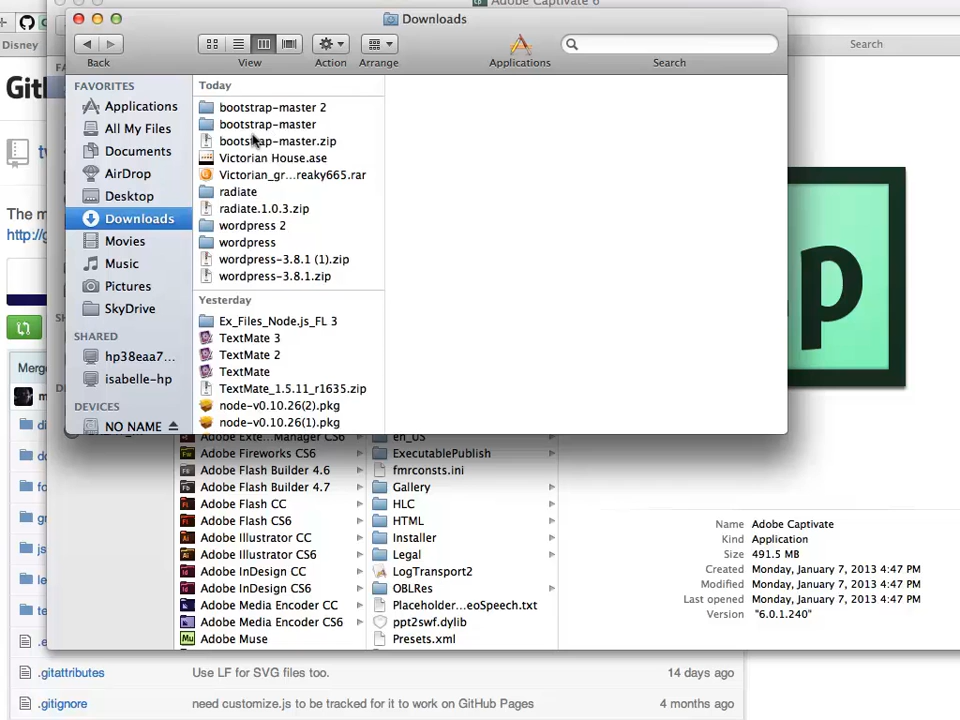 Adobe Captivate 6
Downloads
Disney
Back
View
Action
Arrange
Applications
Search
Search
FAVORITES
Applications
All My Files
Documents
AirDrop
Desktop
Downloads
Movies
Music
Pictures
SkyDrive
SHARED
hp38eaa7...
isabelle-hp
DEVICES
NO NAME
Today
bootstrap-master 2
bootstrap-master
bootstrap-master.zip
Victorian House.ase
Victorian_gr...reaky665.rar
radiate
radiate.1.0.3.zip
wordpress 2
wordpress
wordpress-3.8.1 (1).zip
wordpress-3.8.1.zip
Yesterday
Ex_Files_Node.js_FL 3
TextMate 3
TextMate 2
TextMate
TextMate_1.5.11_r1635.zip
node-v0.10.26(2).pkg
node-v0.10.26(1).pkg
The m
http://g
Merg
Adobe Exte...Manager CS6
Adobe Fireworks CS6
Adobe Flash Builder 4.6
Adobe Flash Builder 4.7
Adobe Flash CC
Adobe Flash CS6
Adobe Illustrator CC
Adobe Illustrator CS6
Adobe InDesign CC
Adobe InDesign CS6
Adobe Media Encoder CC
Adobe Media Encoder CS6
Adobe Muse
en_US
ExecutablePublish
fmrconsts.ini
Gallery
HLC
HTML
Installer
Legal
LogTransport2
OBLRes
Placeholder...eoSpeech.txt
ppt2swf.dylib
Presets.xml
Name Adobe Captivate
Kind Application
Size 491.5 MB
Created Monday, January 7, 2013 4:47 PM
Modified Monday, January 7, 2013 4:47 PM
Last opened Monday, January 7, 2013 4:47 PM
Version "6.0.1.240"
.gitattributes Use LF for SVG files too. 14 days ago
.gitignore need customize.js to be tracked for it to work on GitHub Pages 4 months ago